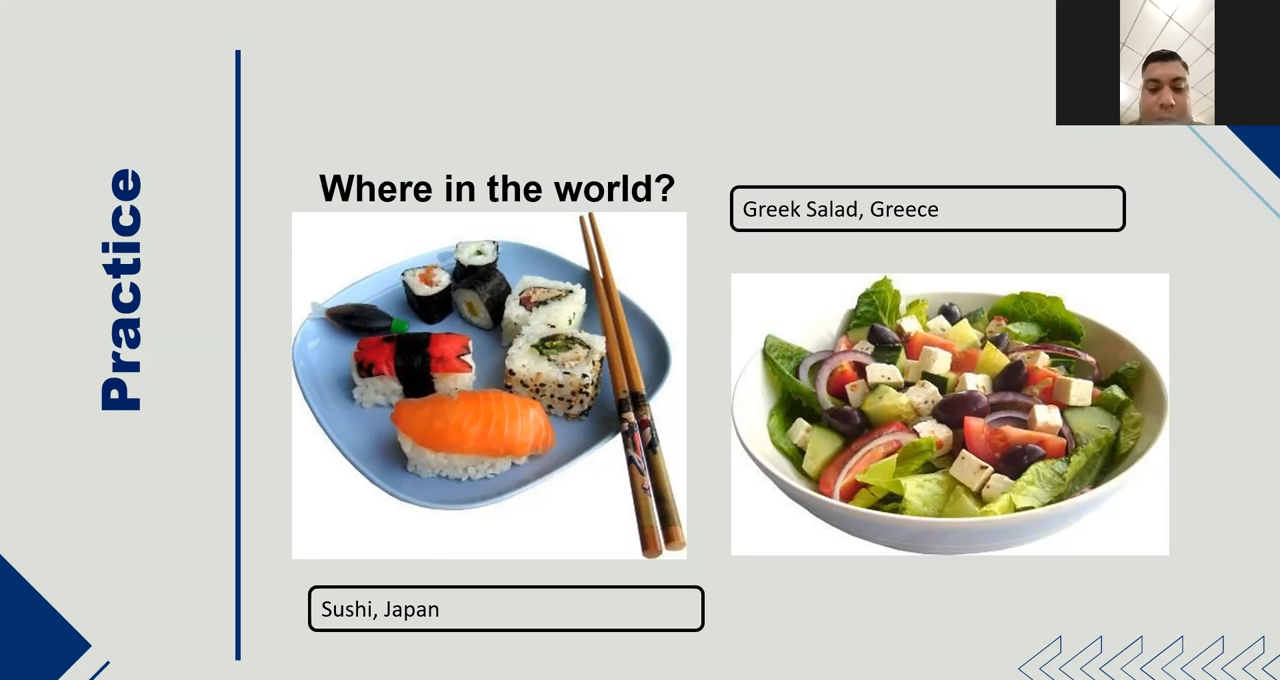 Practice
Where in the world?
Greek Salad, Greece
Sushi, Japan